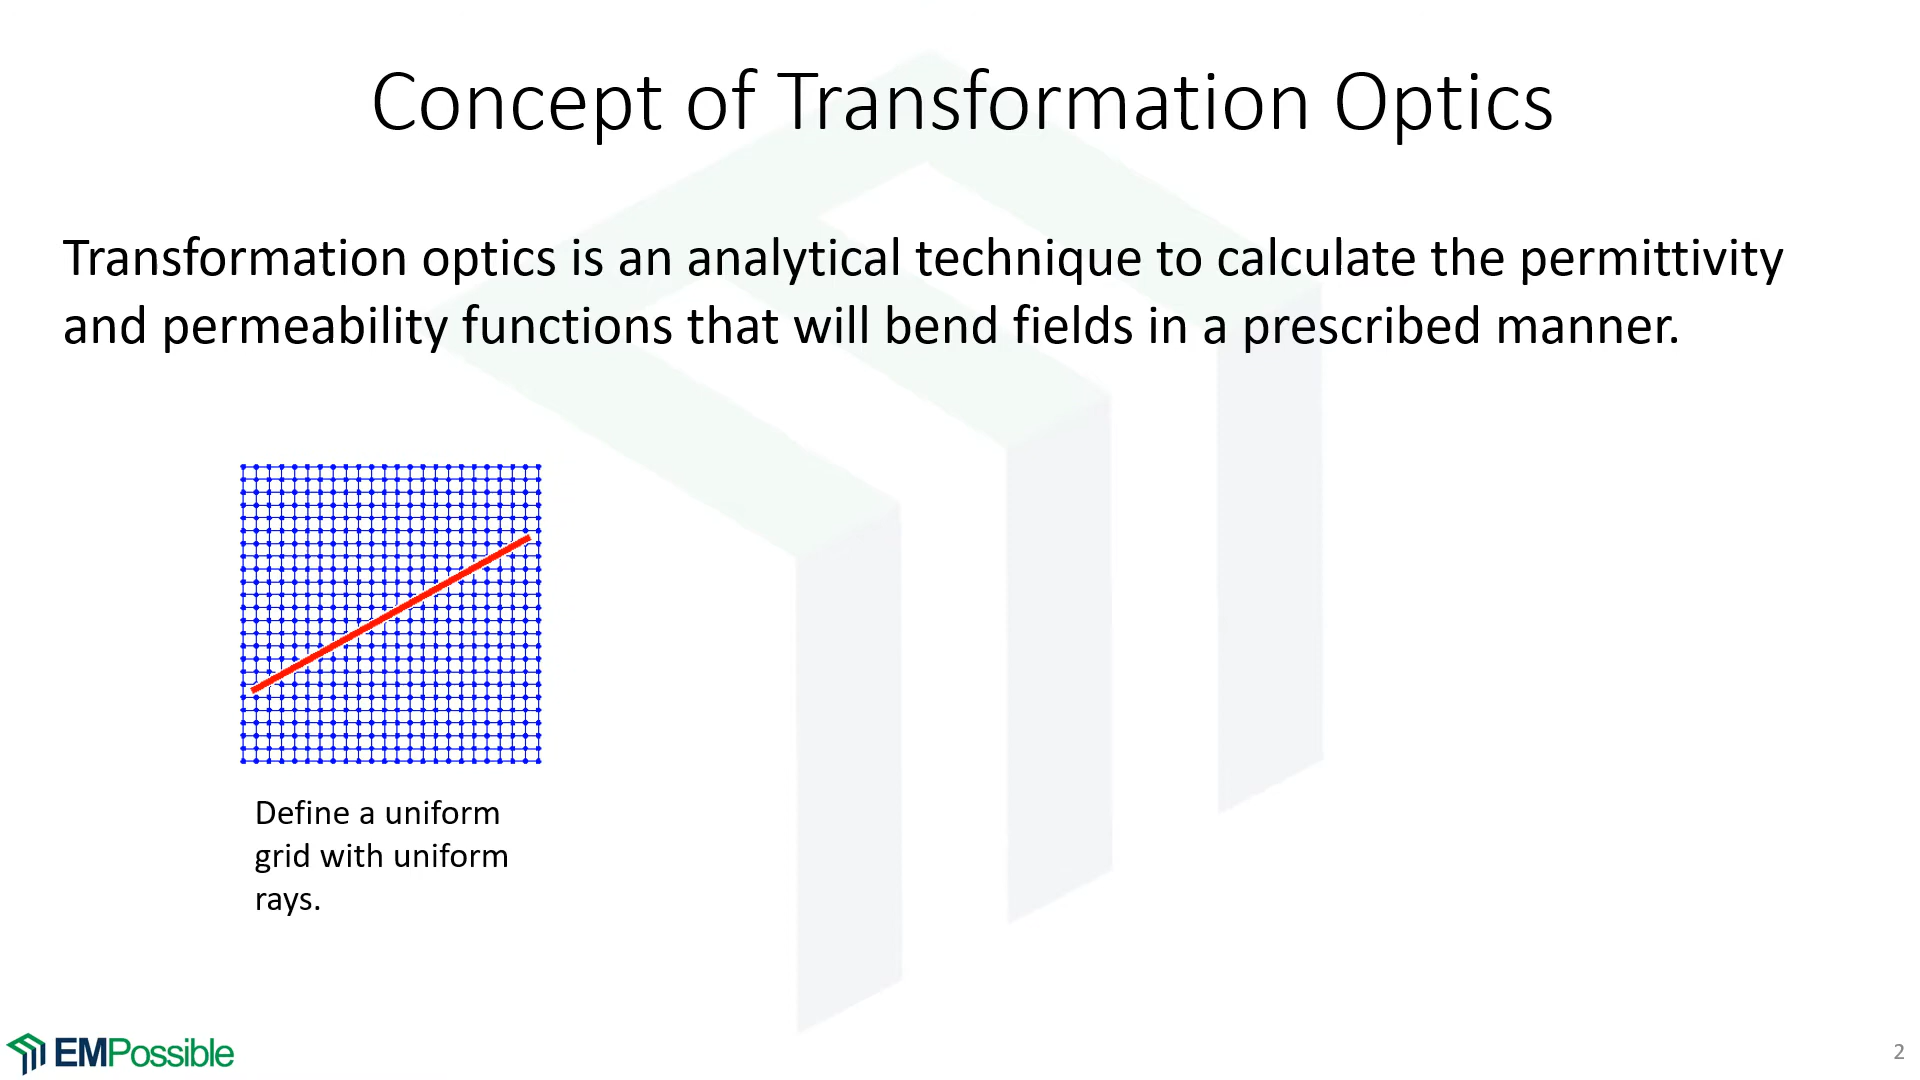 Concept of Transformation Optics
Transformation optics is an analytical technique to calculate the permittivity
and permeability functions that will bend fields in a prescribed manner.
Define a uniform
grid with uniform
rays.
EMPossible
2